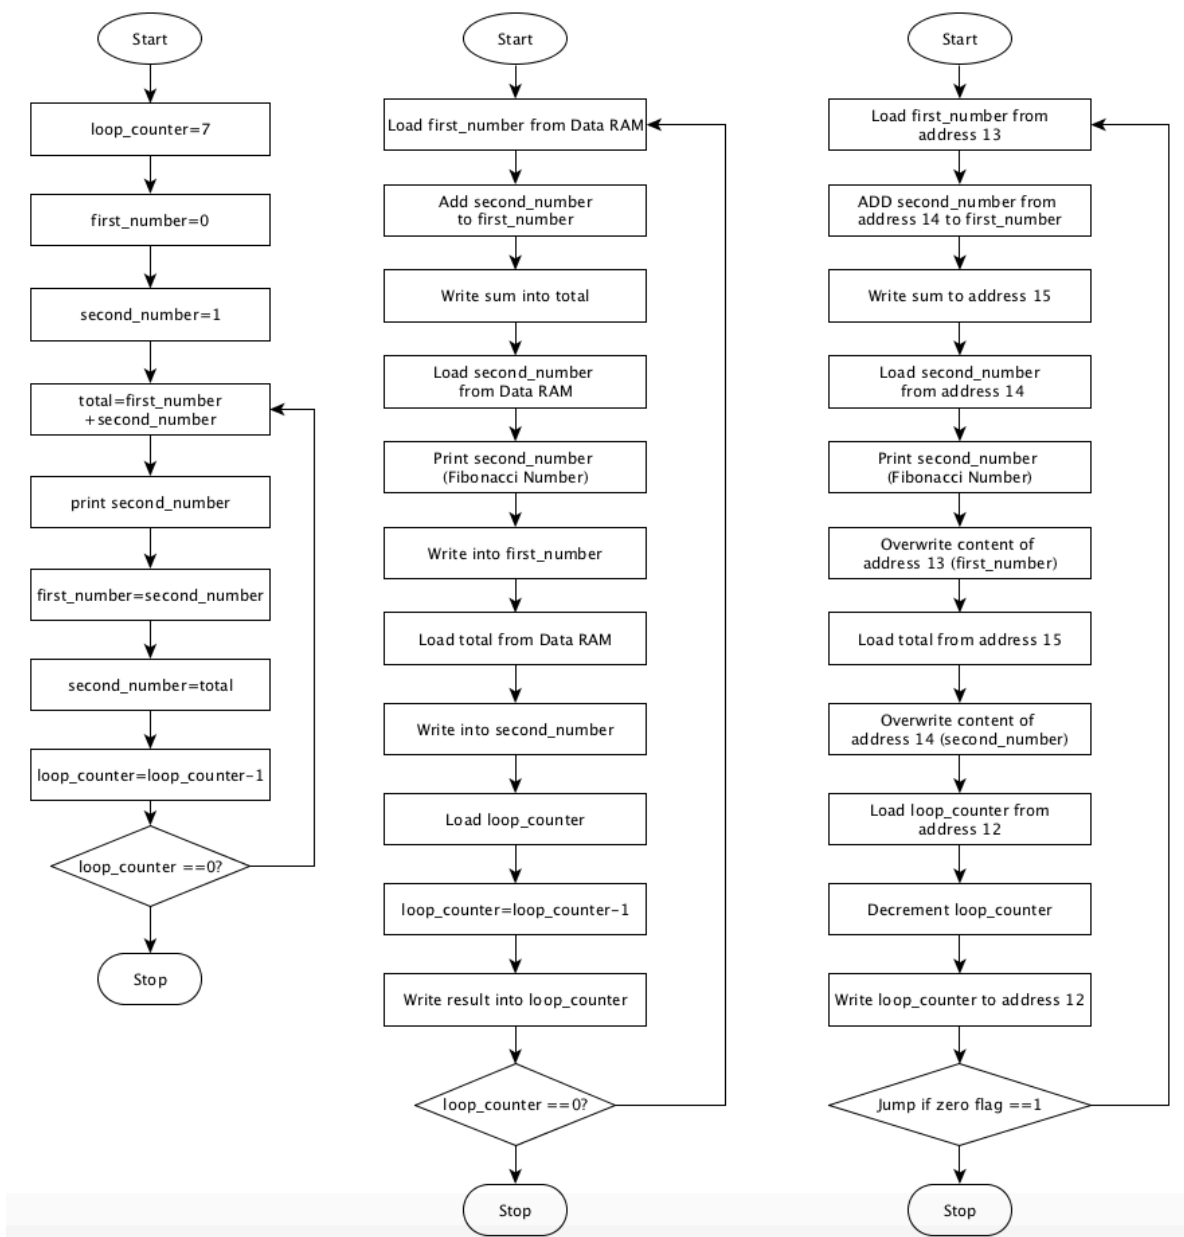 Start
loop_counter=7
first_number=0
second_number=1
total=first_number
+second_number
print second_number
first_number=second_number
second_number=total
loop_counter=loop_counter-1
loop_counter ==0?
Stop
Start
Load first_number from Data RAM
Add second_number
to first_number
Write sum into total
Load second_number
from Data RAM
Print second_number
(Fibonacci Number)
Write into first_number
Load total from Data RAM
Write into second_number
Load loop_counter
loop_counter=loop_counter-1
Write result into loop_counter
loop_counter ==0?
Stop
Start
Load first_number from
address 13
ADD second_number from
address 14 to first_number
Write sum to address 15
Load second_number
from address 14
Print second_number
(Fibonacci Number)
Overwrite content of
address 13 (first_number)
Load total from address 15
Overwrite content of
address 14 (second_number)
Load loop_counter from
address 12
Decrement loop_counter
Write loop_counter to address 12
Jump if zero flag ==1
Stop